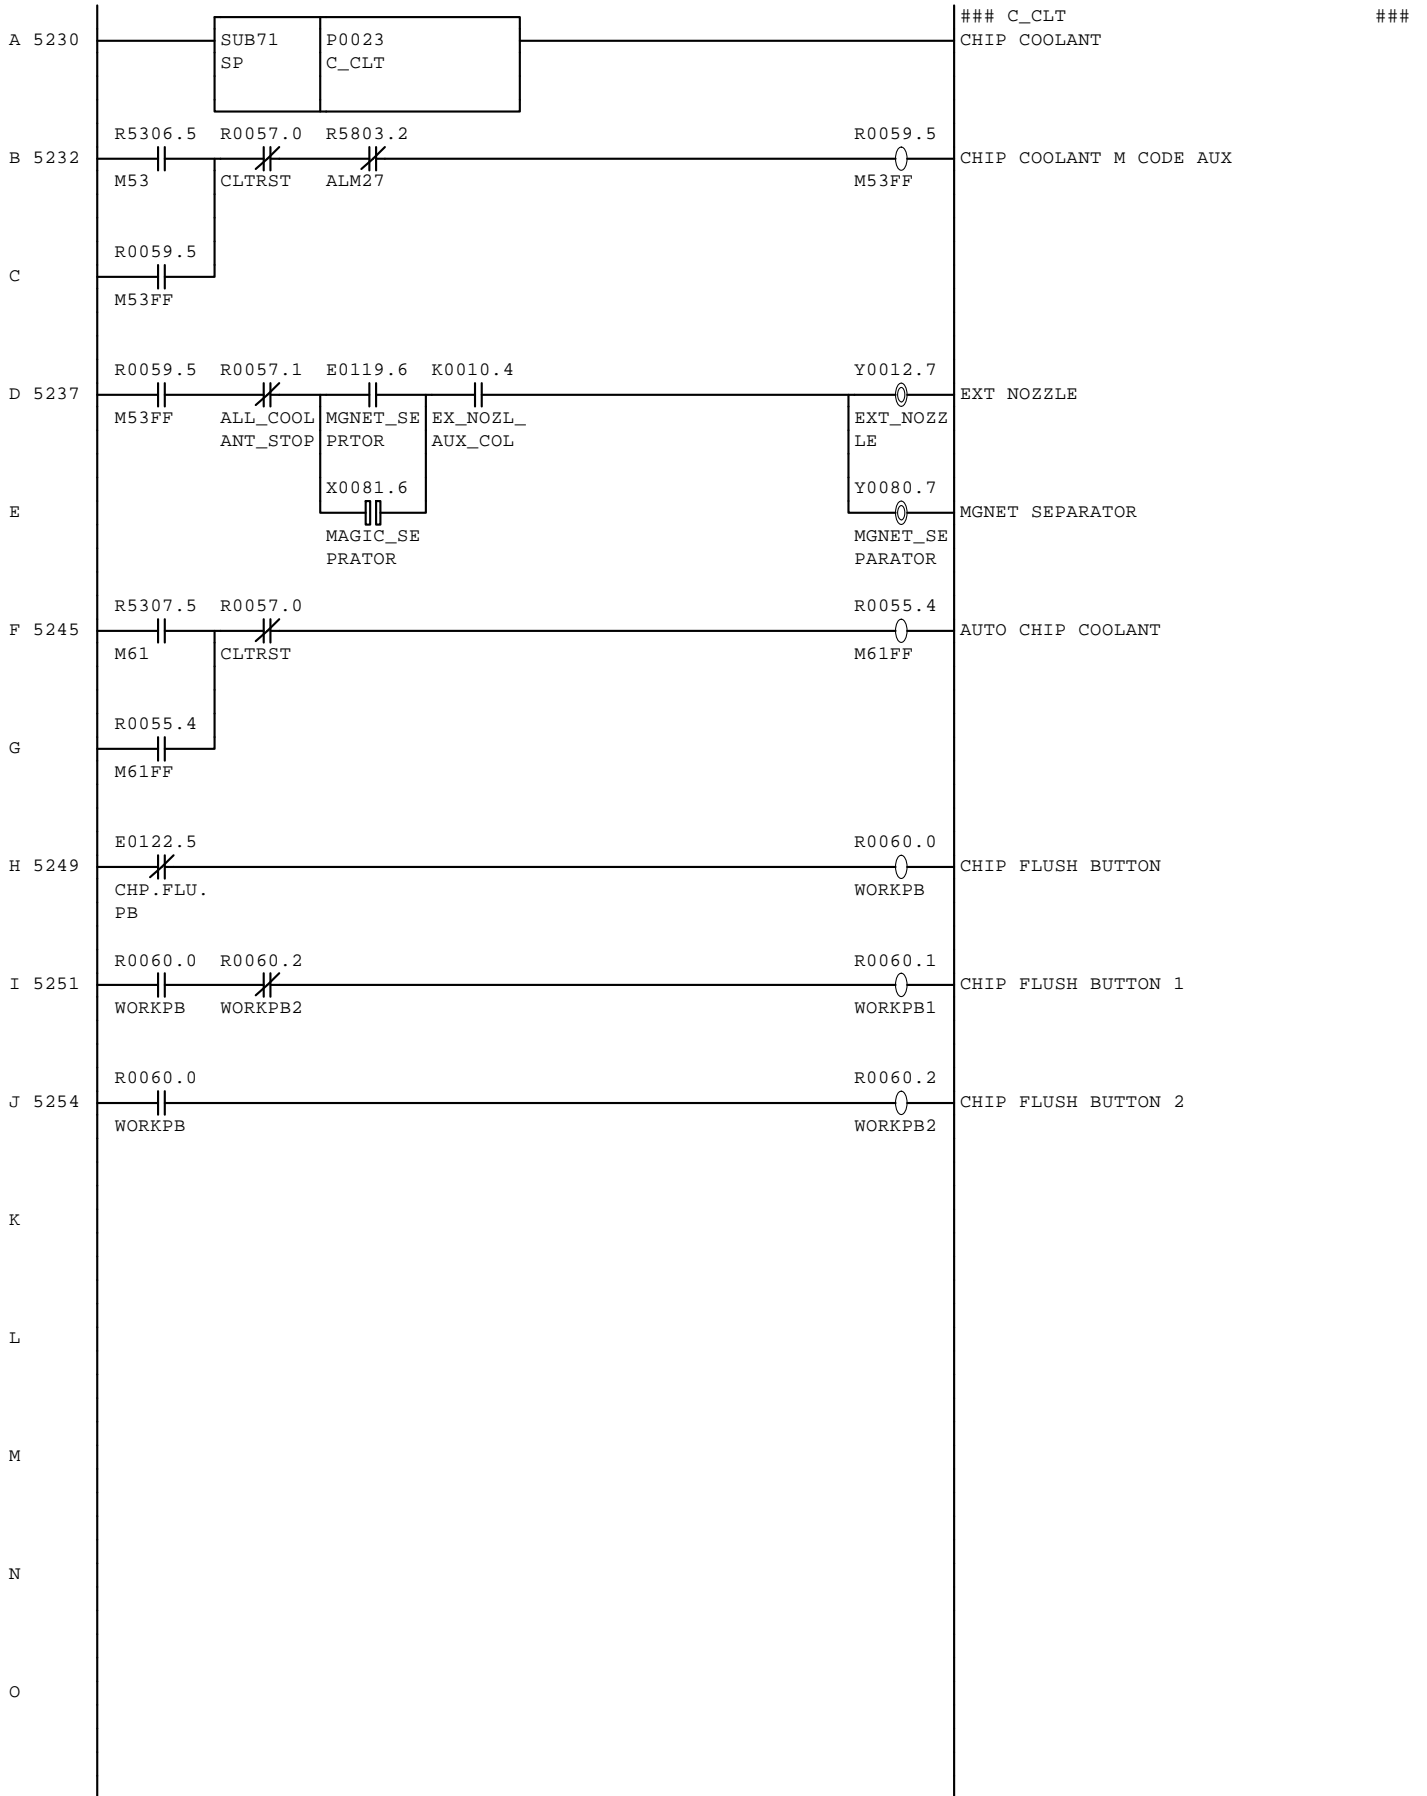 ### C_CLT ###
A 5230 SUB71 P0023 CHIP COOLANT
SP C_CLT
R5306.5 R0057.0 R5803.2 R0059.5
B 5232 CHIP COOLANT M CODE AUX
M53 CLTRST ALM27 M53FF
R0059.5
C
M53FF
R0059.5 R0057.1 E0119.6 K0010.4 Y0012.7
D 5237 EXT NOZZLE
M53FF ALL_COOL MGNET_SE EX_NOZL_ EXT_NOZZ
ANT_STOP PRTOR AUX_COL LE
X0081.6 Y0080.7
E MGNET SEPARATOR
MAGIC_SE MGNET_SE
PRATOR PARATOR
R5307.5 R0057.0 R0055.4
F 5245 AUTO CHIP COOLANT
M61 CLTRST M61FF
R0055.4
G
M61FF
E0122.5 R0060.0
H 5249 CHIP FLUSH BUTTON
CHP.FLU. WORKPB
PB
R0060.0 R0060.2 R0060.1
I 5251 CHIP FLUSH BUTTON 1
WORKPB WORKPB2 WORKPB1
R0060.0 R0060.2
J 5254 CHIP FLUSH BUTTON 2
WORKPB WORKPB2
K
L
M
N
O